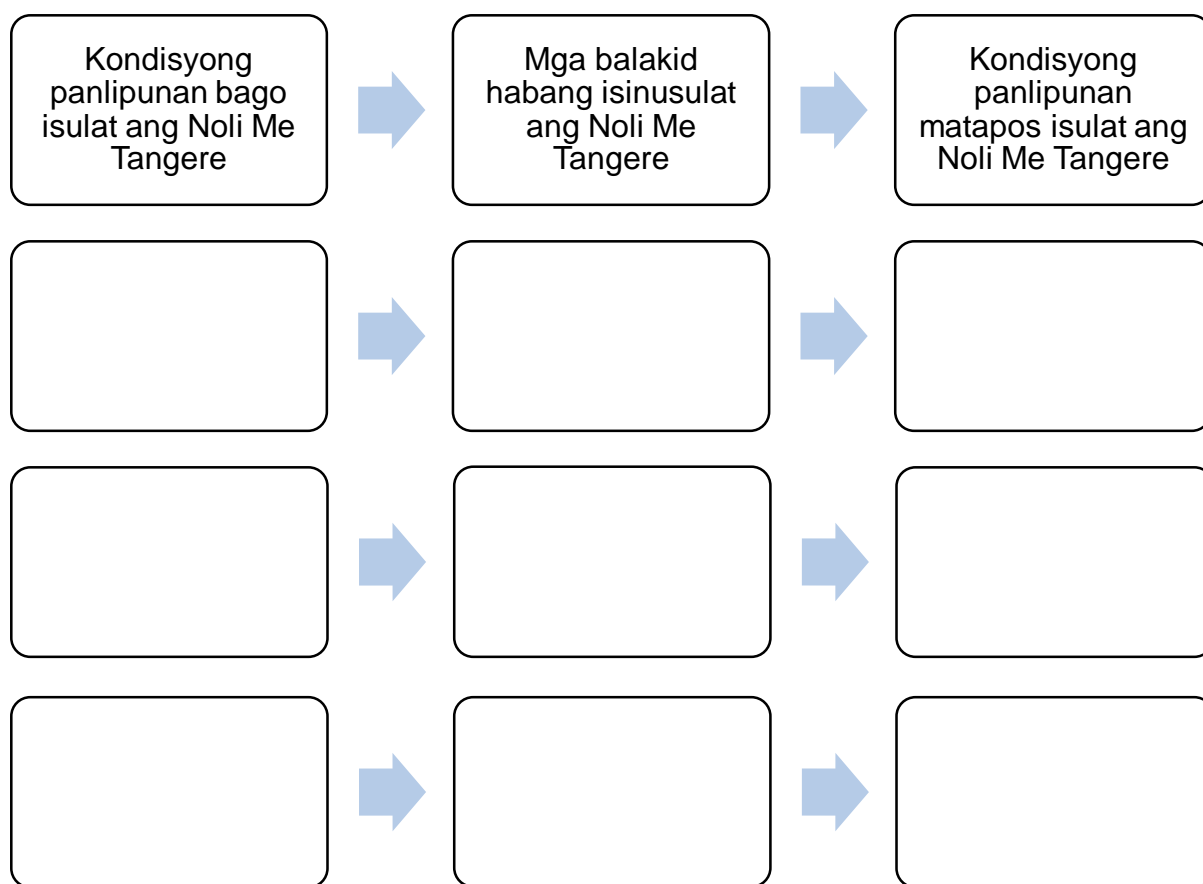 Kondisyong
panlipunan bago
isulat ang Noli Me
Tangere
Mga balakid
habang isinusulat
ang Noli Me
Tangere
Kondisyong
panlipunan
matapos isulat ang
Noli Me Tangere